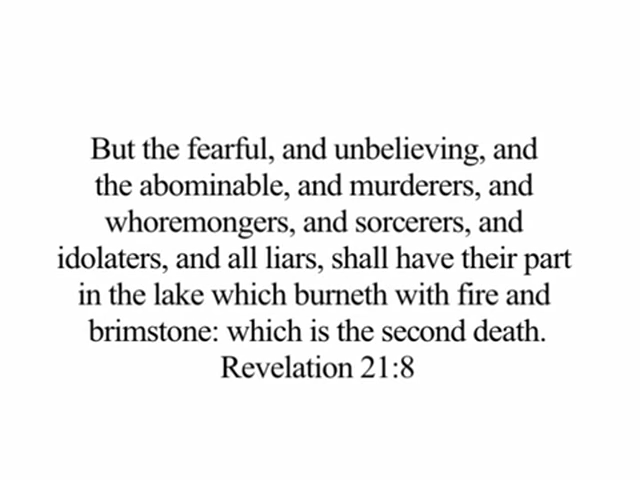 But the fearful, and unbelieving, and
the abominable, and murderers, and
whoremongers, and sorcerers, and
idolaters, and all liars, shall have their part
in the lake which burneth with fire and
brimstone: which is the second death.
Revelation 21:8